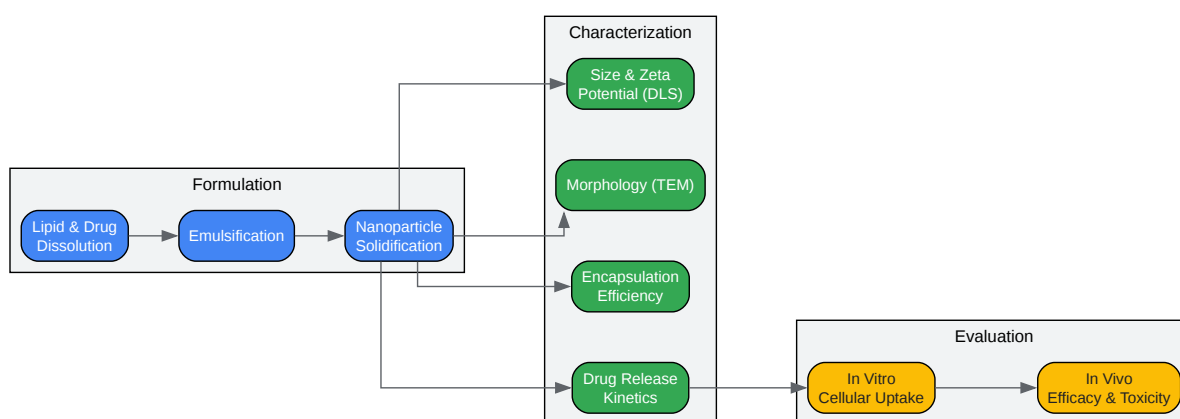 Formulation
Lipid & Drug
Dissolution
Emulsification
Nanoparticle
Solidification
Characterization
Size & Zeta
Potential (DLS)
Morphology (TEM)
Encapsulation
Efficiency
Drug Release
Kinetics
Evaluation
In Vitro
Cellular Uptake
In Vivo
Efficacy & Toxicity